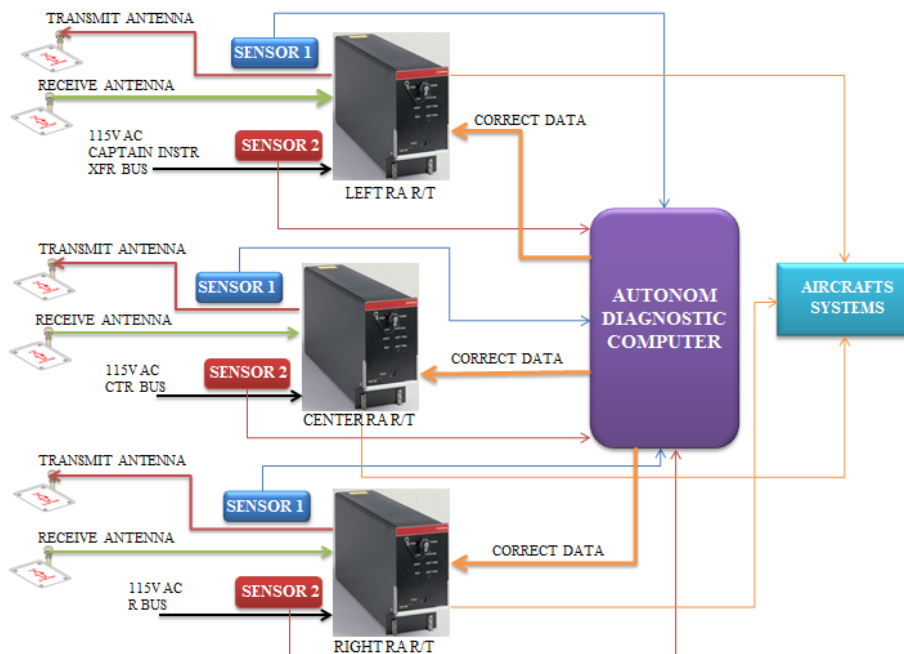 TRANSMIT ANTENNA
SENSOR 1
RECEIVE ANTENNA
115V AC
CAPTAIN INSTR
XFR BUS
SENSOR 2
CORRECT DATA
LEFT RA R/T
TRANSMIT ANTENNA
SENSOR 1
RECEIVE ANTENNA
115V AC
CTR BUS
SENSOR 2
CORRECT DATA
CENTER RA R/T
AUTONOM
DIAGNOSTIC
COMPUTER
AIRCRAFTS
SYSTEMS
TRANSMIT ANTENNA
SENSOR 1
RECEIVE ANTENNA
CORRECT DATA
115V AC
R BUS
SENSOR 2
RIGHT RA R/T